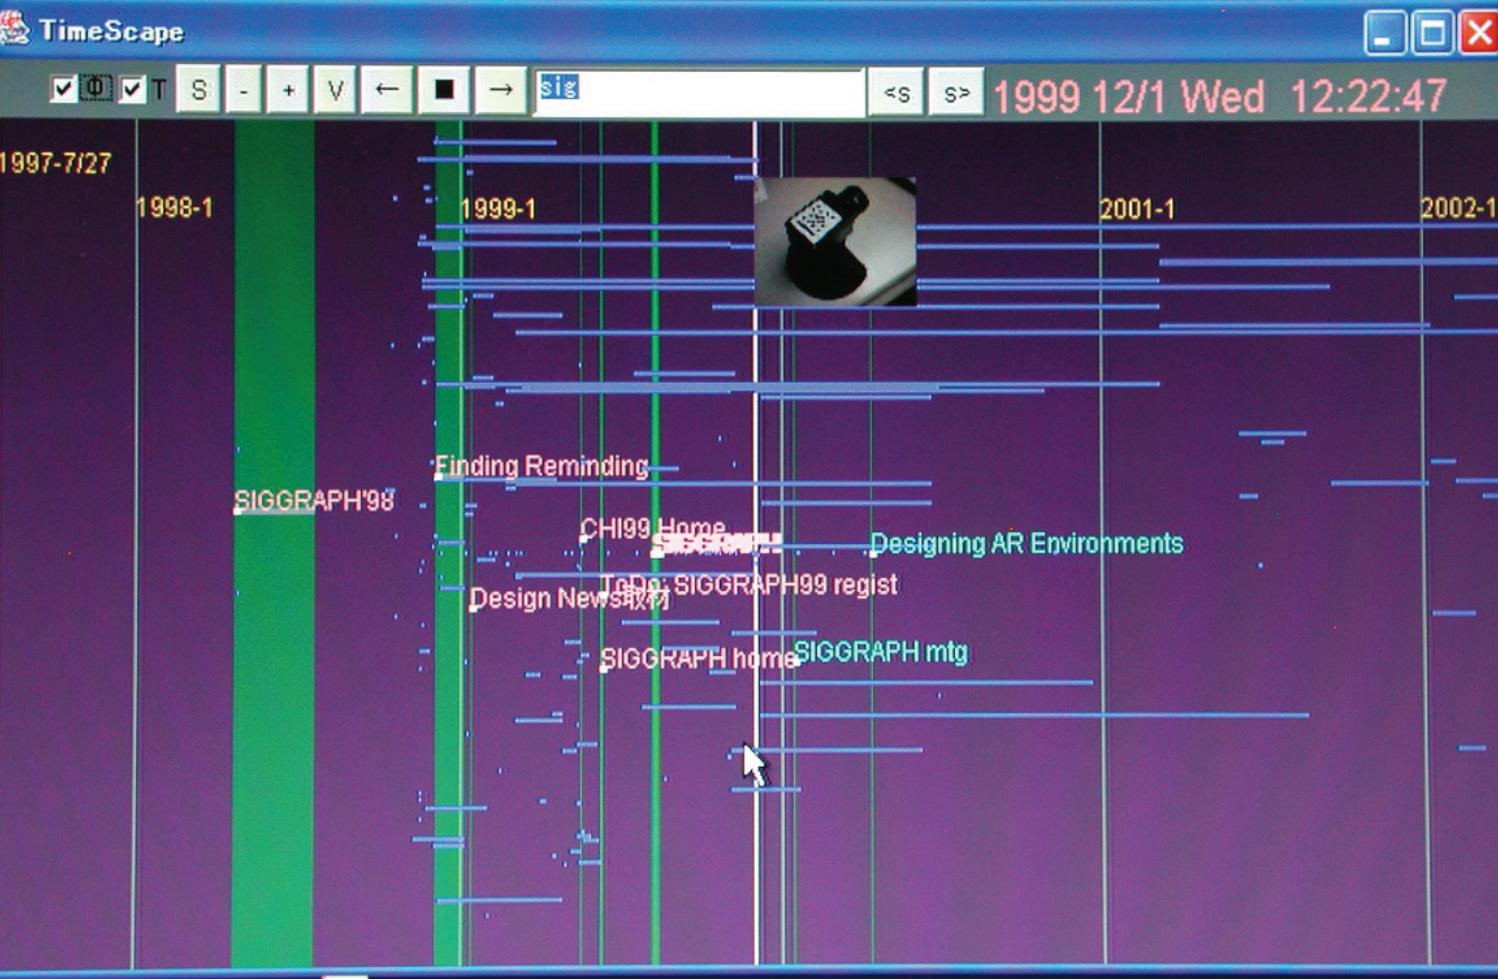 TimeScape
Φ T S - + V ← ■ → sig <s s> 1999 12/1 Wed 12:22:47
1997-7/27
1998-1 1999-1 2001-1 2002-1
Finding Reminding
SIGGRAPH'98
CHI99 Home
SIGGRAPH Designing AR Environments
ToDo: SIGGRAPH99 regist
Design News取材
SIGGRAPH home SIGGRAPH mtg